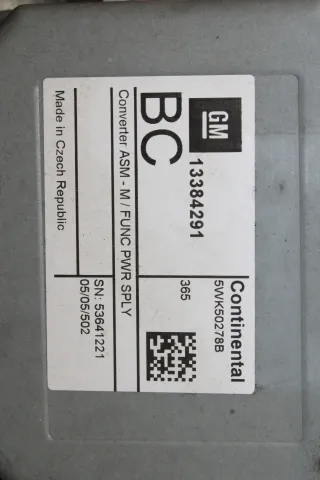 GM
13384291
Continental
5WK50278B
BC
365
Converter ASM - M / FUNC PWR SPLY
Made in Czech Republic
SN: 53641221
05/05/502